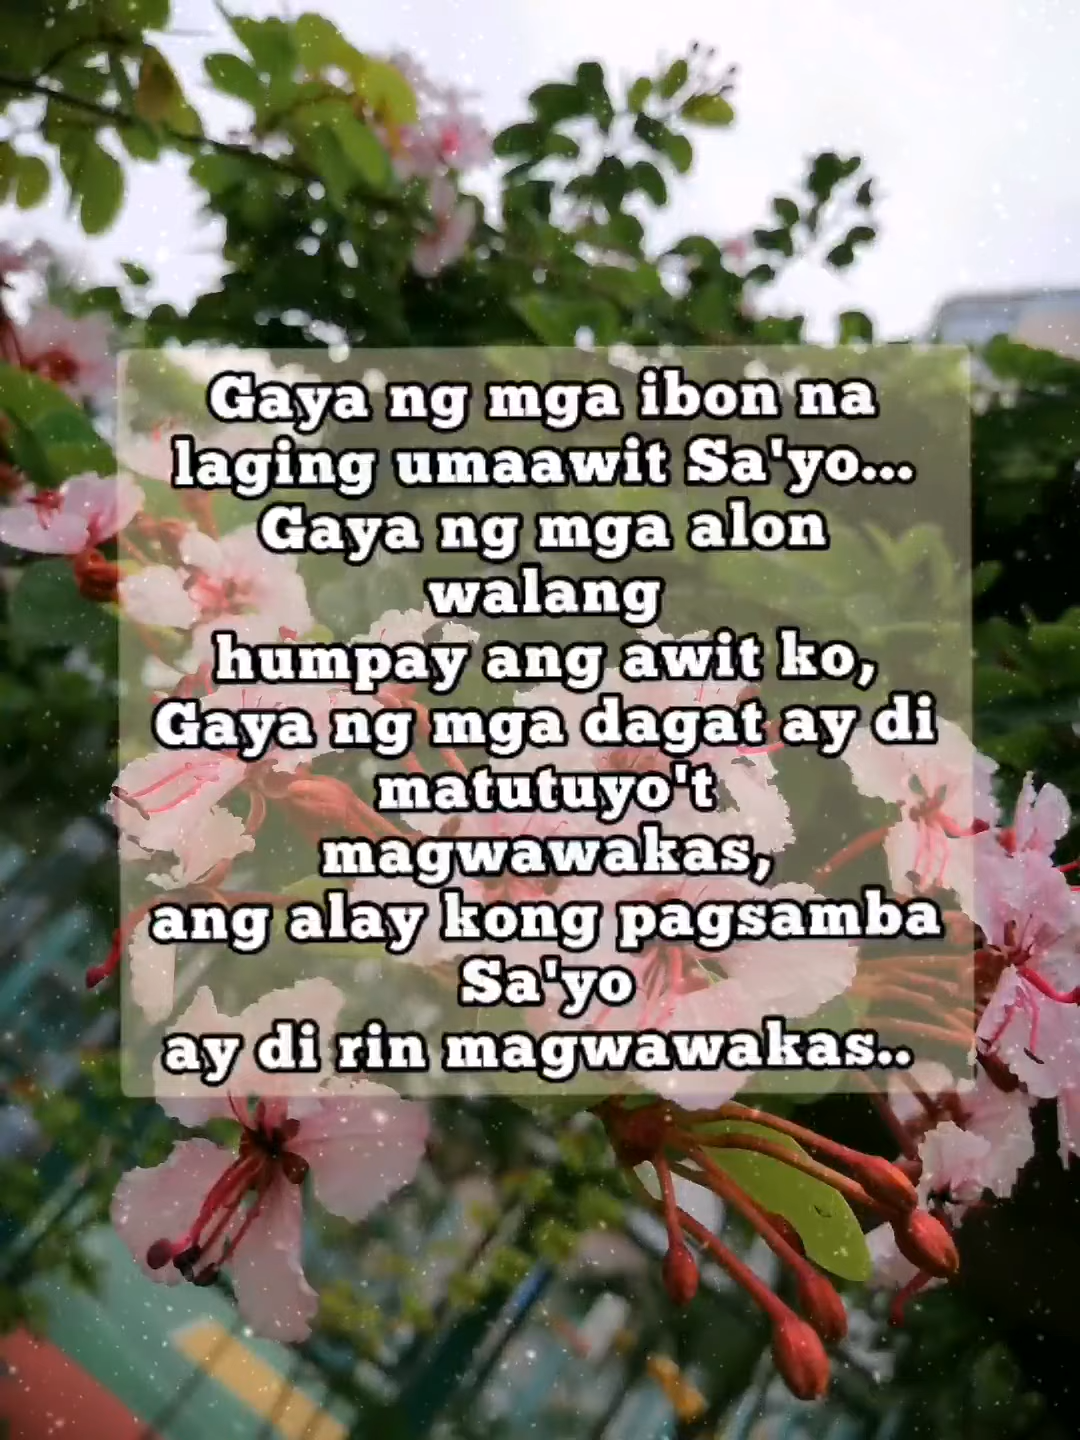 Gaya ng mga ibon na
laging umaawit Sa'yo...
Gaya ng mga alon
walang
humpay ang awit ko,
Gaya ng mga dagat ay di
matutuyo't
magwawakas,
ang alay kong pagsamba
Sa'yo
ay di rin magwawakas..